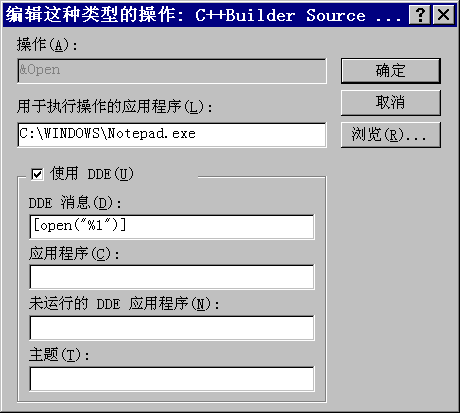 编辑这种类型的操作: C++Builder Source ...
操作(A):
&Open
确定
用于执行操作的应用程序(L):
取消
C:\WINDOWS\Notepad.exe
浏览(R)...
使用 DDE(U)
DDE 消息(D):
[open("%1")]
应用程序(C):
未运行的 DDE 应用程序(N):
主题(T):